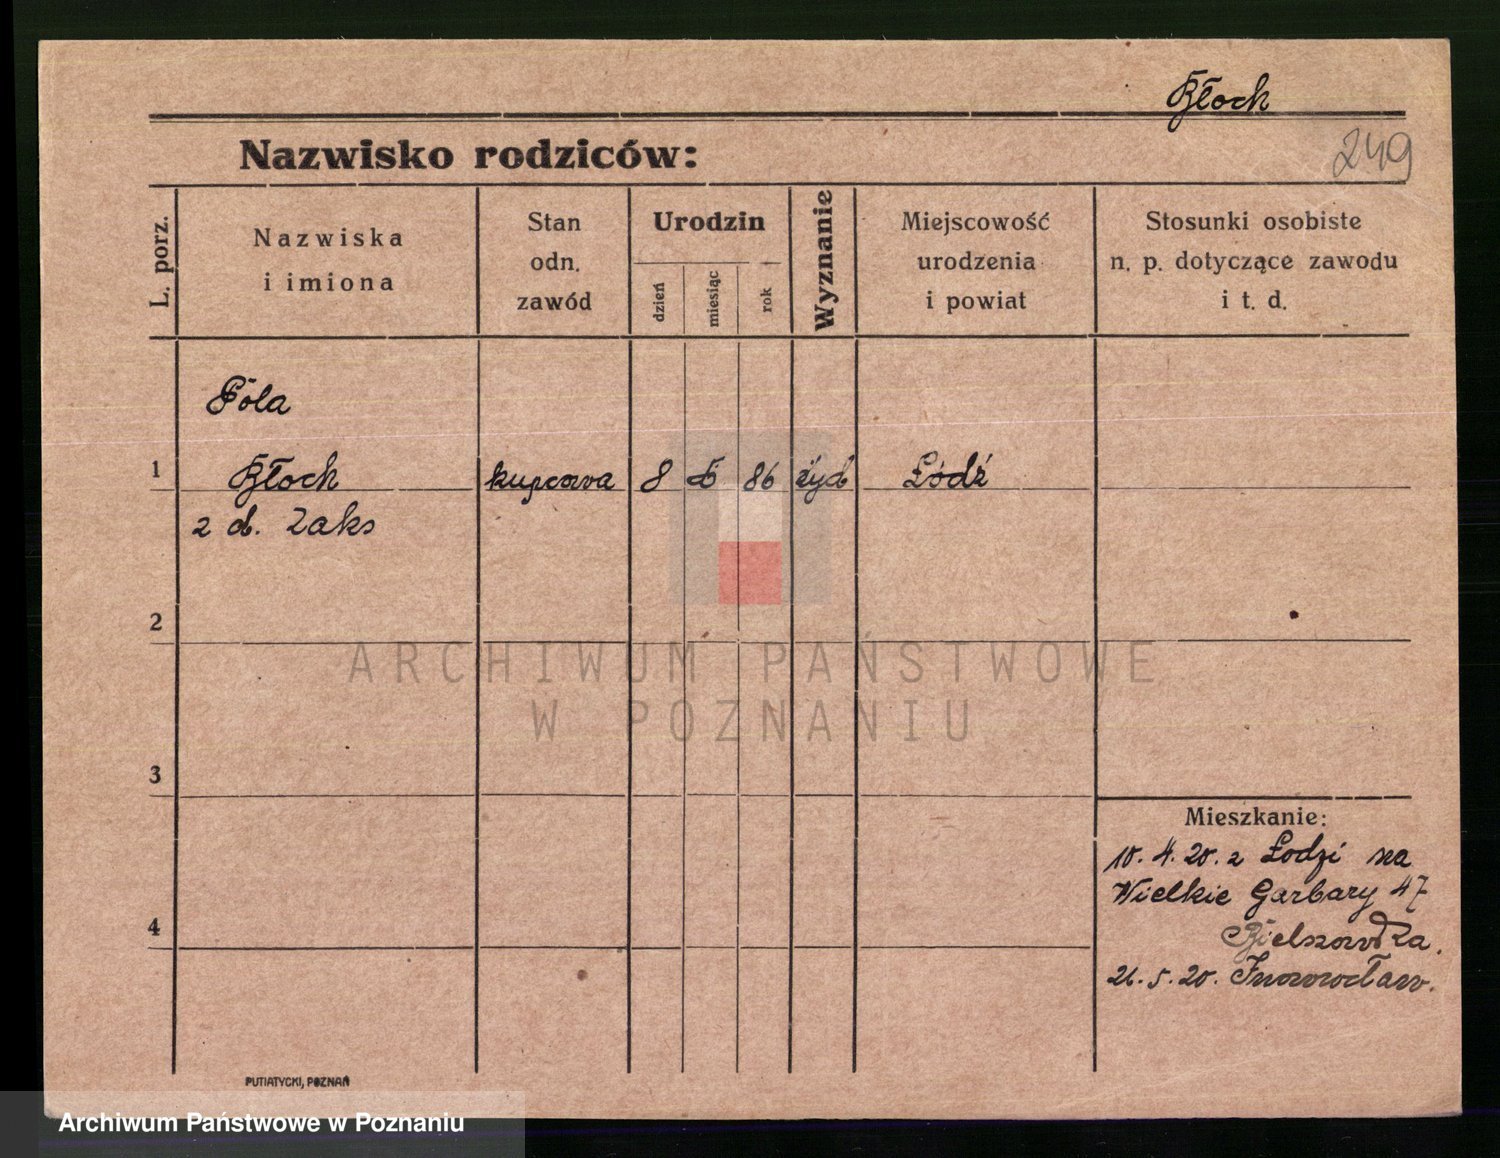 Błoch
249
Nazwisko rodziców:
L. porz.
Nazwiska
i imiona
Stan
odn.
zawód
Urodzin
dzień
miesiąc
rok
Wyznanie
Miejscowość
urodzenia
i powiat
Stosunki osobiste
n. p. dotyczące zawodu
i t. d.
Pola
1 Błoch kupcowa 8 86 żyd Łódź
z d. Zaks
2
3
4
Mieszkanie:
10. 4. 20. z Łodzi na
Wielkie Garbary 47
21. 5. 20. Inowrocław.
PUTIATYCKI, POZNAŃ
ARCHIWUM PAŃSTWOWE
W POZNANIU
Archiwum Państwowe w Poznaniu